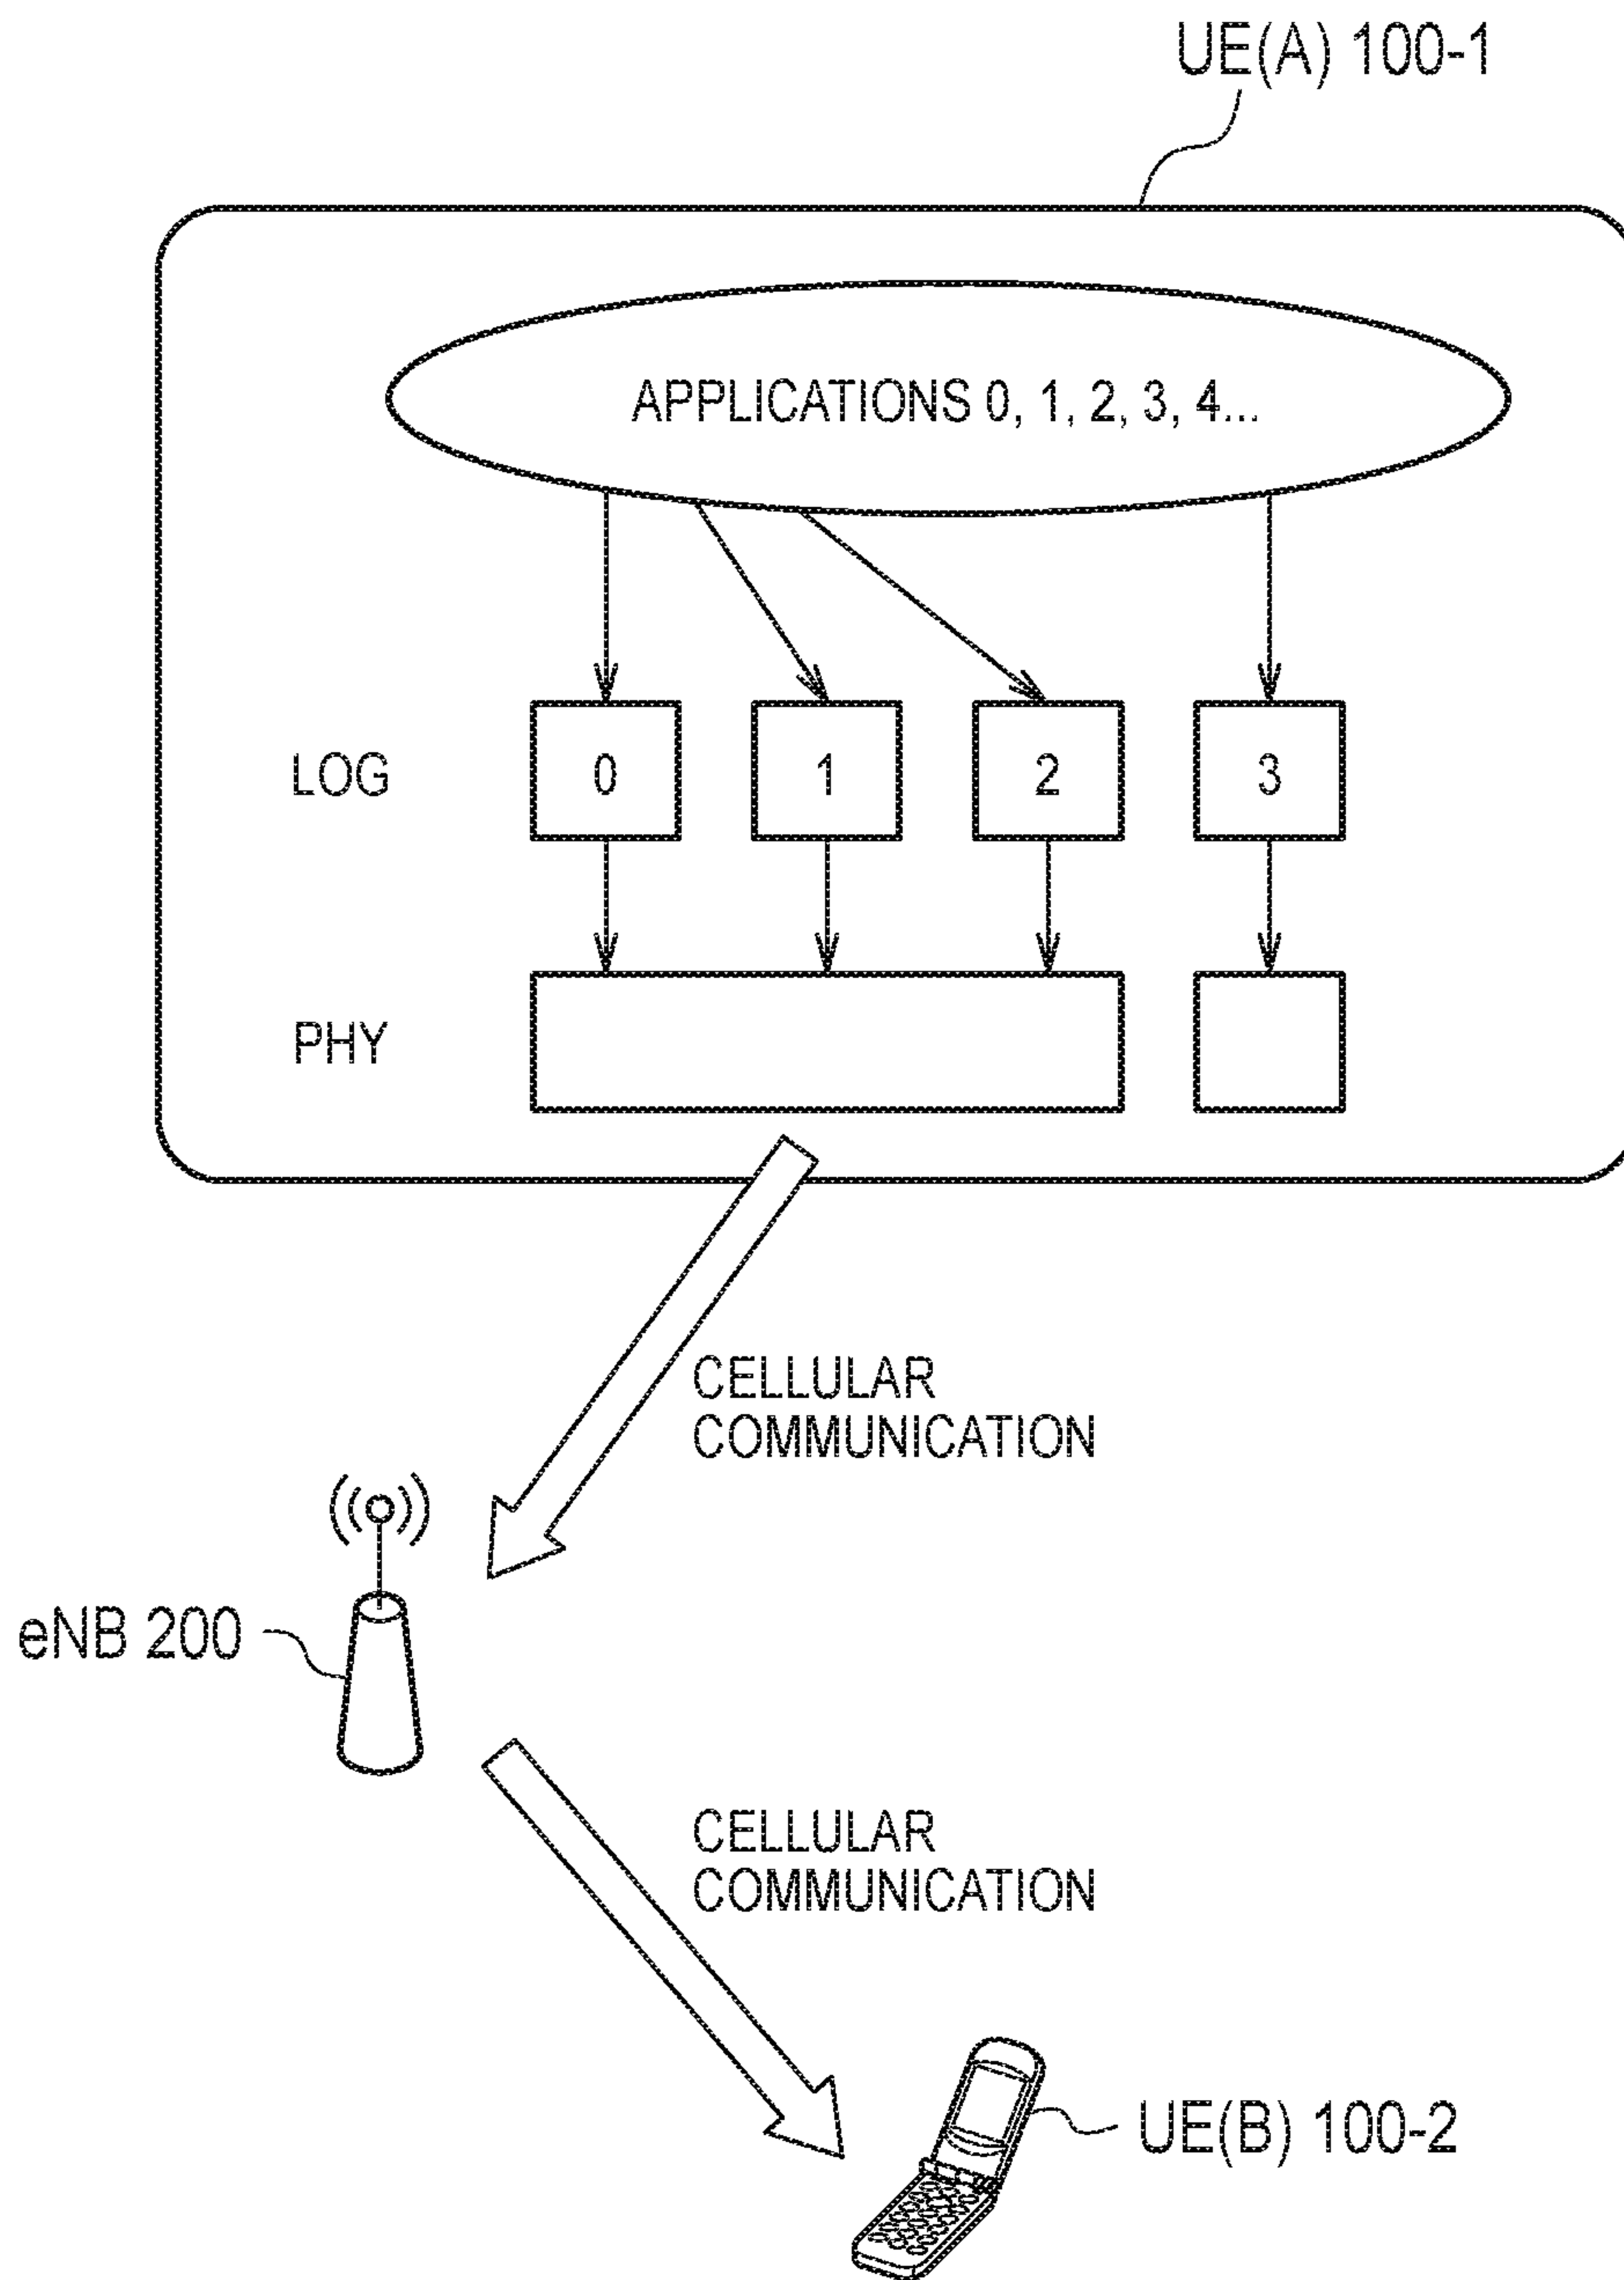 UE(A) 100-1
APPLICATIONS 0, 1, 2, 3, 4...
LOG
0
1
2
3
PHY
CELLULAR
COMMUNICATION
eNB 200
CELLULAR
COMMUNICATION
UE(B) 100-2